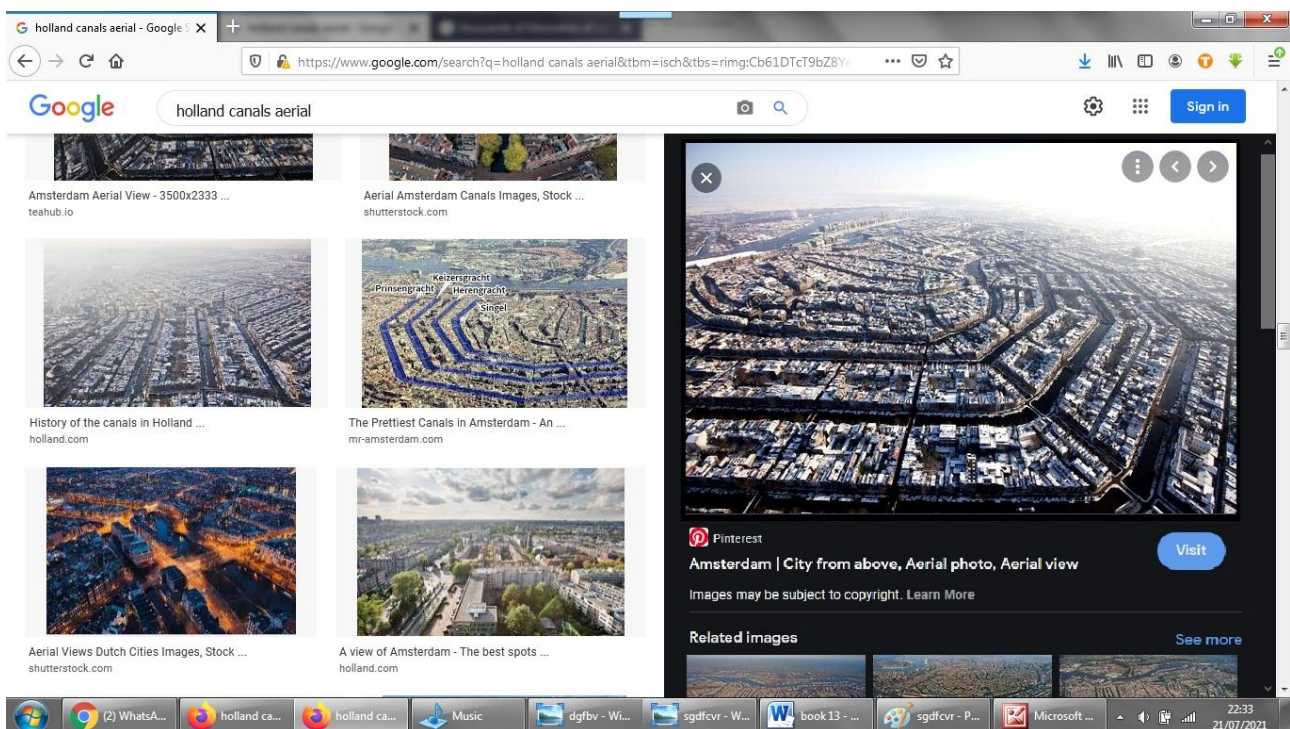 G holland canals aerial - Google S X +
https://www.google.com/search?q=holland canals aerial&tbm=isch&tbs=rimg:Cb61DTcT9bZ8Y
Google
holland canals aerial
Sign in
Amsterdam Aerial View - 3500x2333 ...
teahub.io
Aerial Amsterdam Canals Images, Stock ...
shutterstock.com
Keizersgracht
Prinsengracht Herengracht
Singel
History of the canals in Holland ...
holland.com
The Prettiest Canals in Amsterdam - An ...
mr-amsterdam.com
Aerial Views Dutch Cities Images, Stock ...
shutterstock.com
A view of Amsterdam - The best spots ...
holland.com
Pinterest
Amsterdam | City from above, Aerial photo, Aerial view
Visit
Images may be subject to copyright. Learn More
Related images
See more
(2) WhatsA...
holland ca...
holland ca...
Music
dgfbv - Wi...
sgdfcvr - W...
book 13 - ...
sgdfcvr - P...
Microsoft ...
22:33
21/07/2021